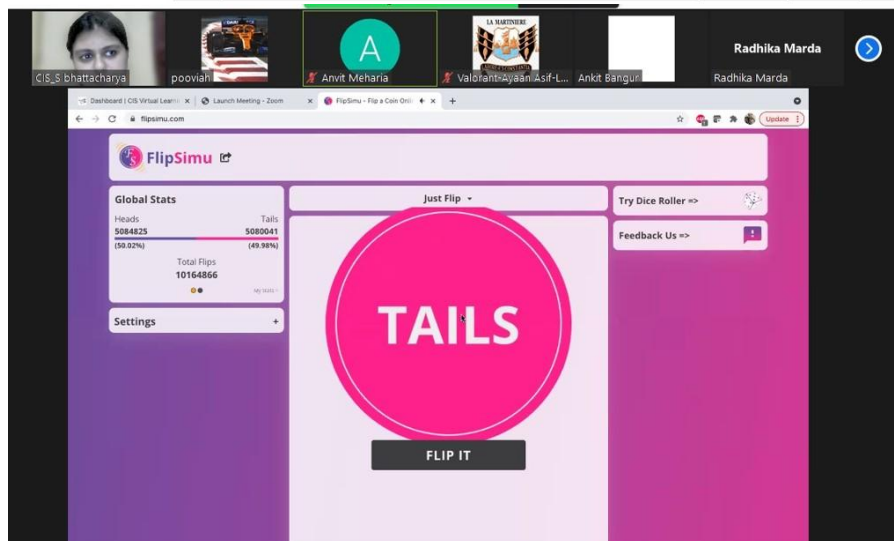 LA MARTINIERE
A
Radhika Marda
CIS_S bhattacharya
pooviah
Anvit Meharia
Valorant-Ayaan Asif-L...
Ankit Bangur
Radhika Marda
Dashboard | CIS Virtual Learni
Launch Meeting - Zoom
FlipSimu - Flip a Coin Onli
flipsimu.com
Update
FlipSimu
Global Stats
Heads
Tails
5084825
5080041
(50.02%)
(49.98%)
Total Flips
10164866
My Stats
Settings
+
Just Flip
TAILS
FLIP IT
Try Dice Roller =>
Feedback Us =>